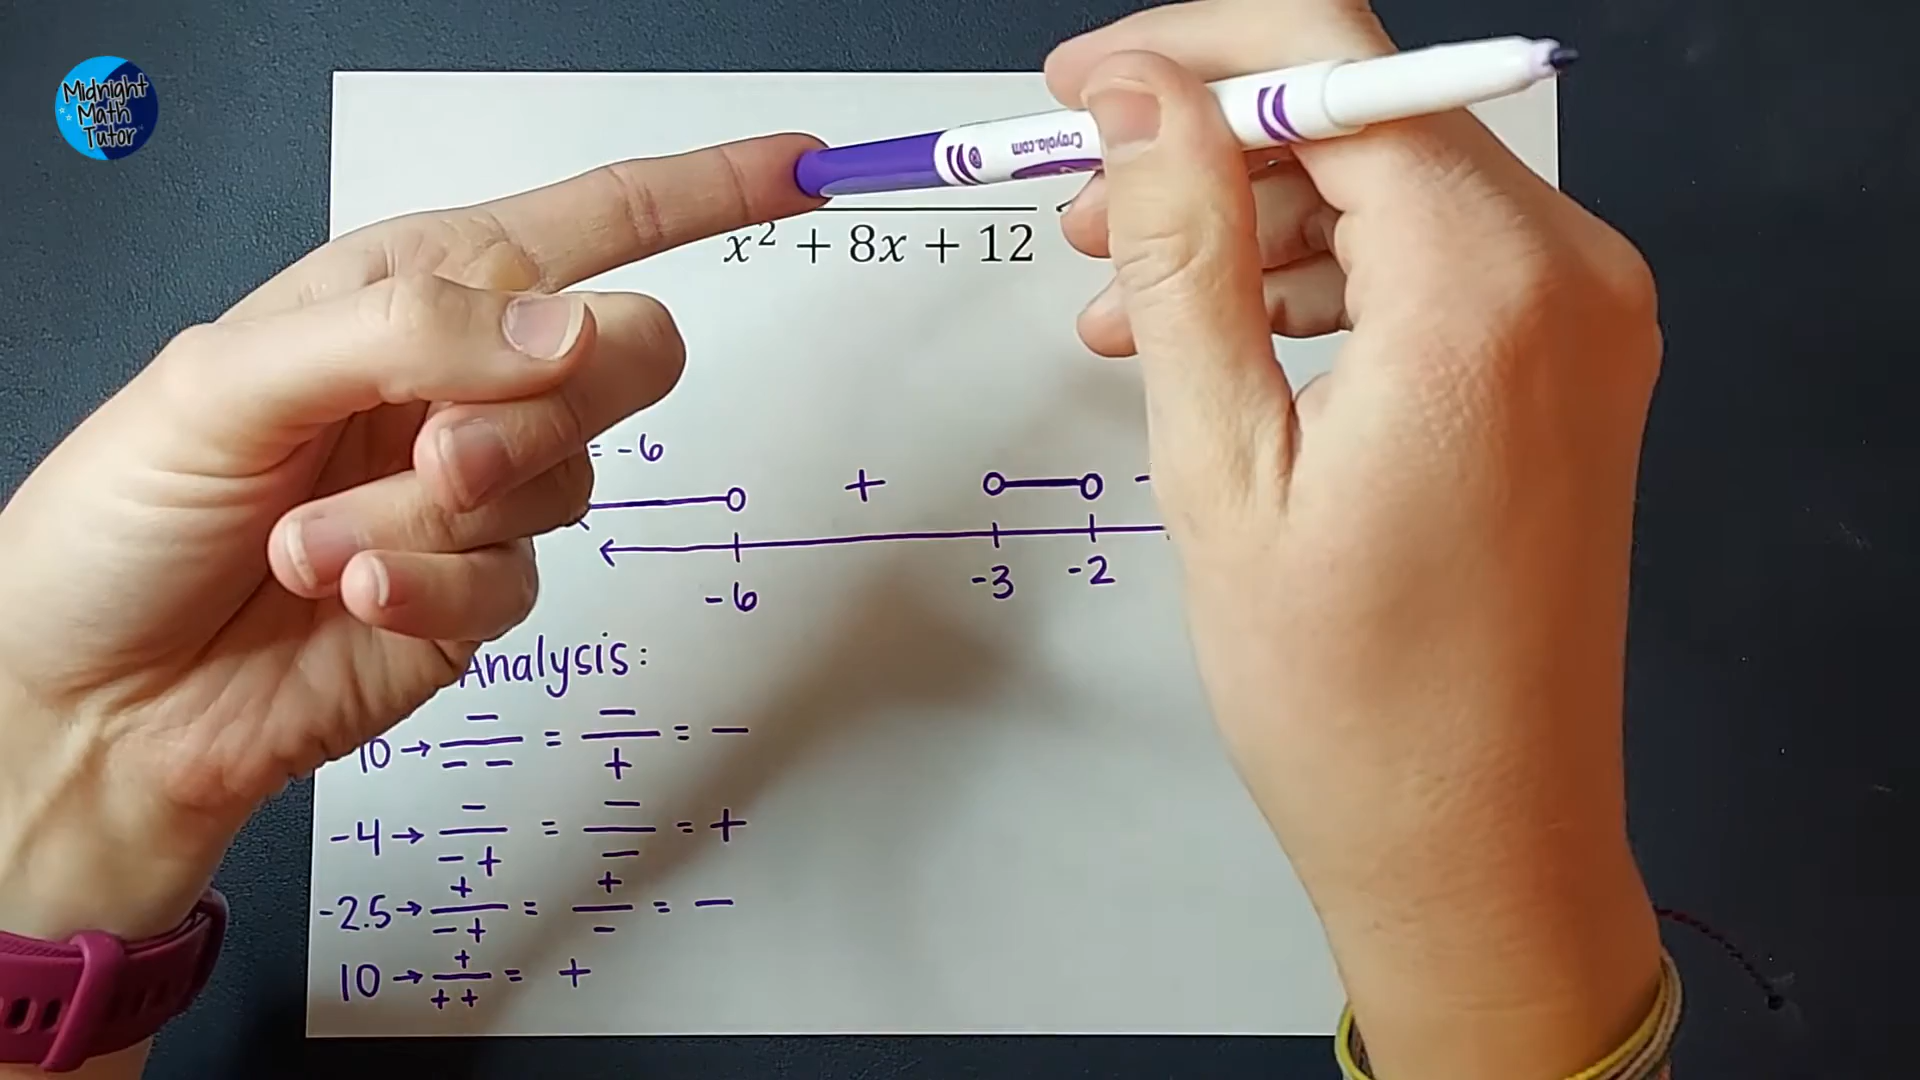 Midnight
Math
Tutor
Crayola.com
x² + 8x + 12
= -6
+
-6 -3 -2
Analysis:
10 → − / − − = − / + = −
-4 → − / − + = − / − = +
-2.5 → + / − + = + / − = −
10 → + / + + = +